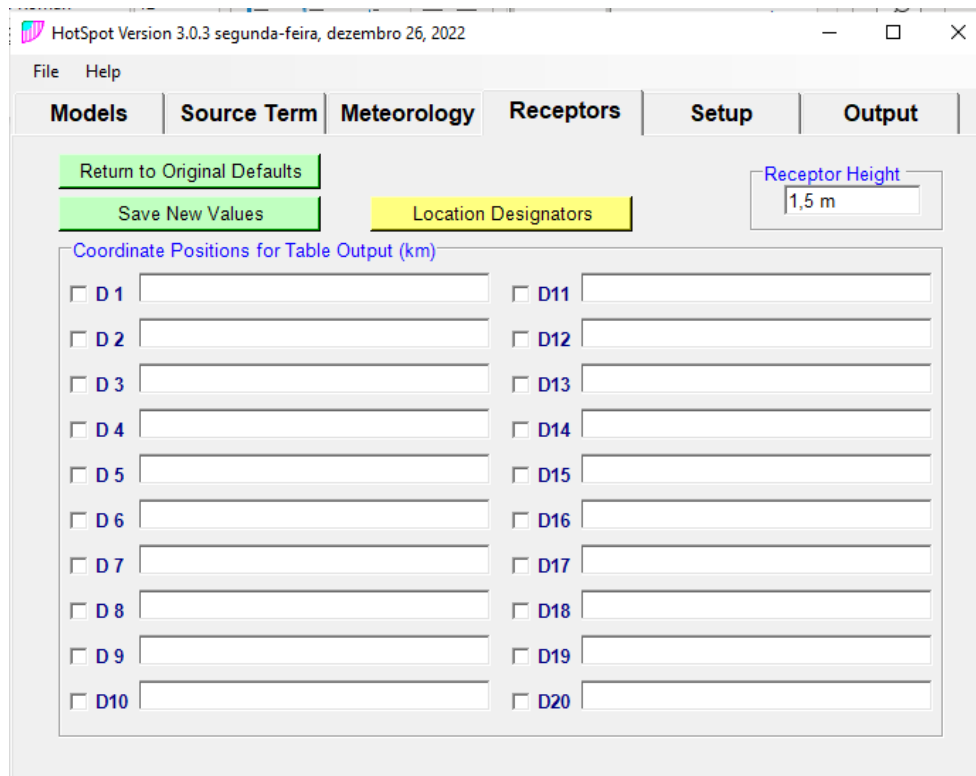 HotSpot Version 3.0.3 segunda-feira, dezembro 26, 2022
File Help
Models Source Term Meteorology Receptors Setup Output
Return to Original Defaults
Receptor Height
1,5 m
Save New Values
Location Designators
Coordinate Positions for Table Output (km)
D 1 D11
D 2 D12
D 3 D13
D 4 D14
D 5 D15
D 6 D16
D 7 D17
D 8 D18
D 9 D19
D10 D20